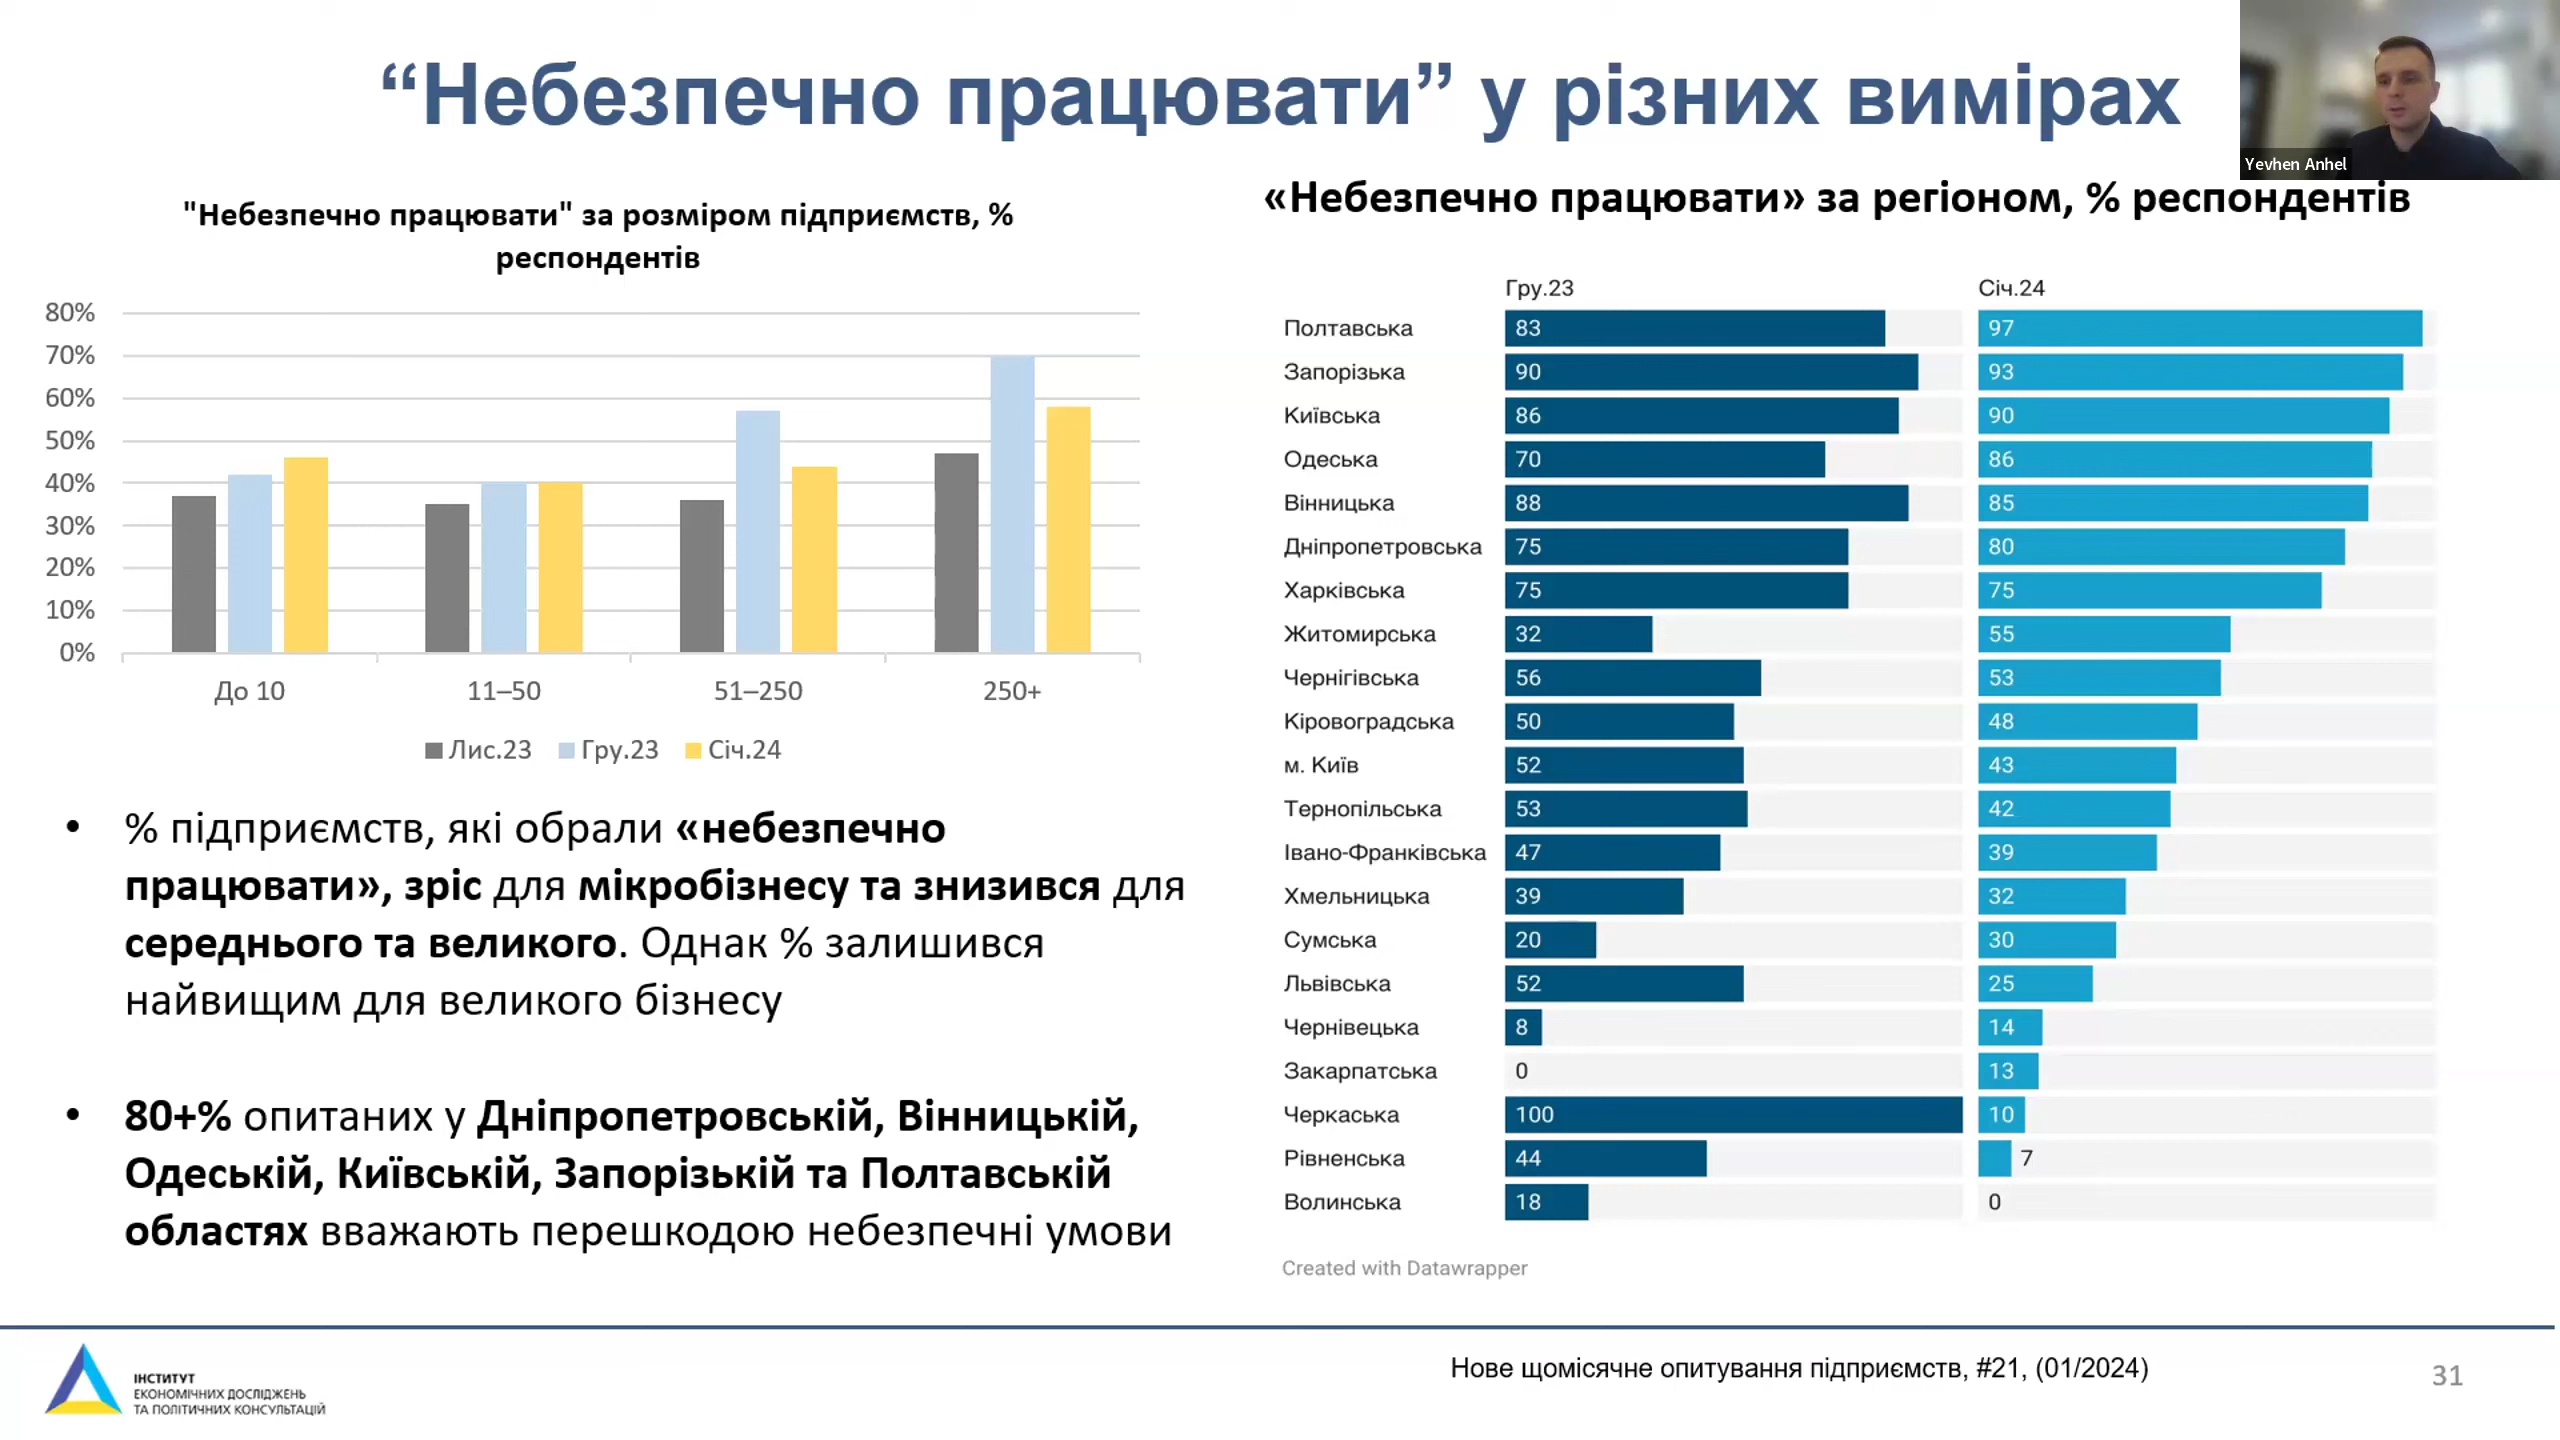 “Небезпечно працювати” у різних вимірах
Yevhen Anhel
"Небезпечно працювати" за розміром підприємств, %
респондентів
80%
70%
60%
50%
40%
30%
20%
10%
0%
До 10 11–50 51–250 250+
Лис.23 Гру.23 Січ.24
• % підприємств, які обрали «небезпечно
працювати», зріс для мікробізнесу та знизився для
середнього та великого. Однак % залишився
найвищим для великого бізнесу
• 80+% опитаних у Дніпропетровській, Вінницькій,
Одеській, Київській, Запорізькій та Полтавській
областях вважають перешкодою небезпечні умови
«Небезпечно працювати» за регіоном, % респондентів
Гру.23 Січ.24
Полтавська 83 97
Запорізька 90 93
Київська 86 90
Одеська 70 86
Вінницька 88 85
Дніпропетровська 75 80
Харківська 75 75
Житомирська 32 55
Чернігівська 56 53
Кіровоградська 50 48
м. Київ 52 43
Тернопільська 53 42
Івано-Франківська 47 39
Хмельницька 39 32
Сумська 20 30
Львівська 52 25
Чернівецька 8 14
Закарпатська 0 13
Черкаська 100 10
Рівненська 44 7
Волинська 18 0
Created with Datawrapper
ІНСТИТУТ
ЕКОНОМІЧНИХ ДОСЛІДЖЕНЬ
ТА ПОЛІТИЧНИХ КОНСУЛЬТАЦІЙ
Нове щомісячне опитування підприємств, #21, (01/2024)
31